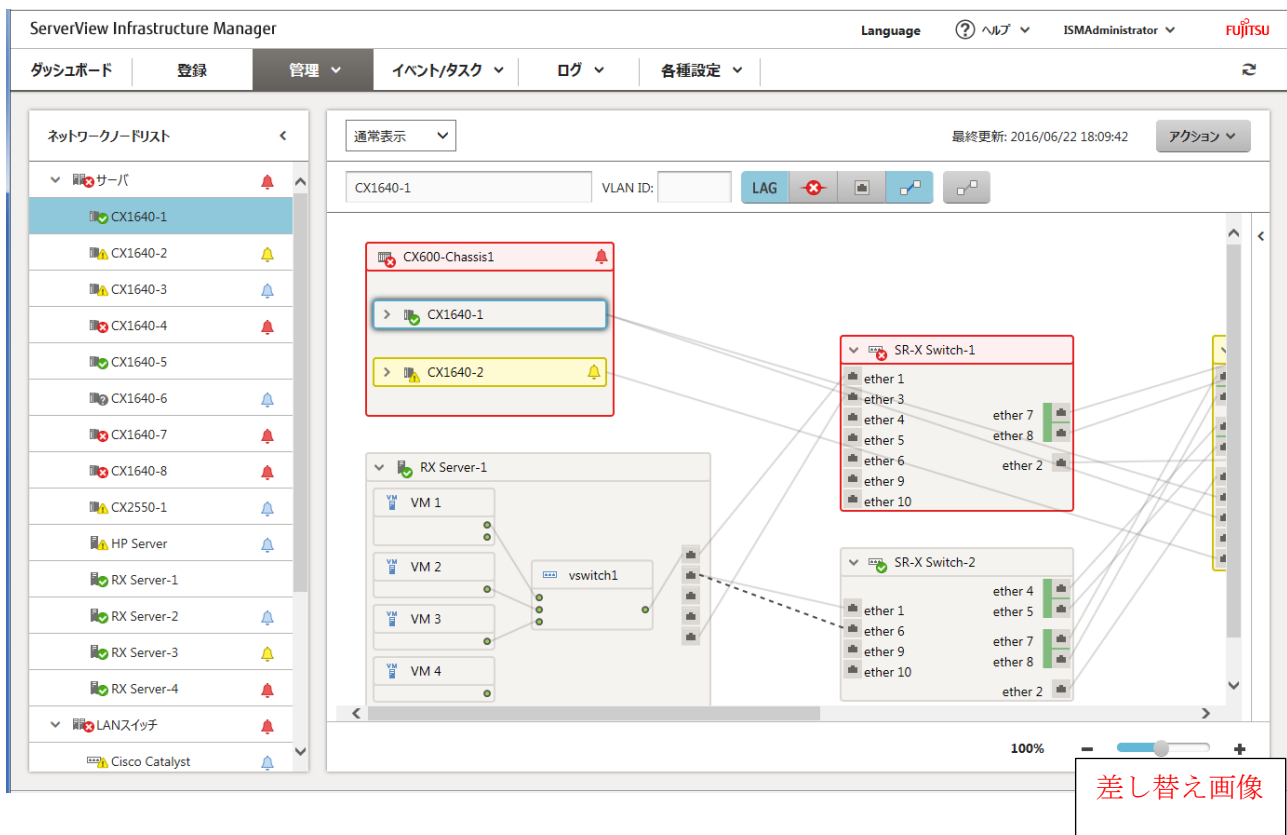 ServerView Infrastructure Manager
Language
ヘルプ
ISMAdministrator
FUJITSU
ダッシュボード
登録
管理
イベント/タスク
ログ
各種設定
ネットワークノードリスト
通常表示
最終更新: 2016/06/22 18:09:42
アクション
サーバ
CX1640-1
CX1640-2
CX1640-3
CX1640-4
CX1640-5
CX1640-6
CX1640-7
CX1640-8
CX2550-1
HP Server
RX Server-1
RX Server-2
RX Server-3
RX Server-4
LANスイッチ
Cisco Catalyst
CX1640-1
VLAN ID:
LAG
CX600-Chassis1
CX1640-1
CX1640-2
RX Server-1
VM 1
VM 2
VM 3
VM 4
vswitch1
SR-X Switch-1
ether 1
ether 3
ether 4
ether 5
ether 6
ether 9
ether 10
ether 7
ether 8
ether 2
SR-X Switch-2
ether 1
ether 6
ether 9
ether 10
ether 4
ether 5
ether 7
ether 8
ether 2
100%
差し替え画像